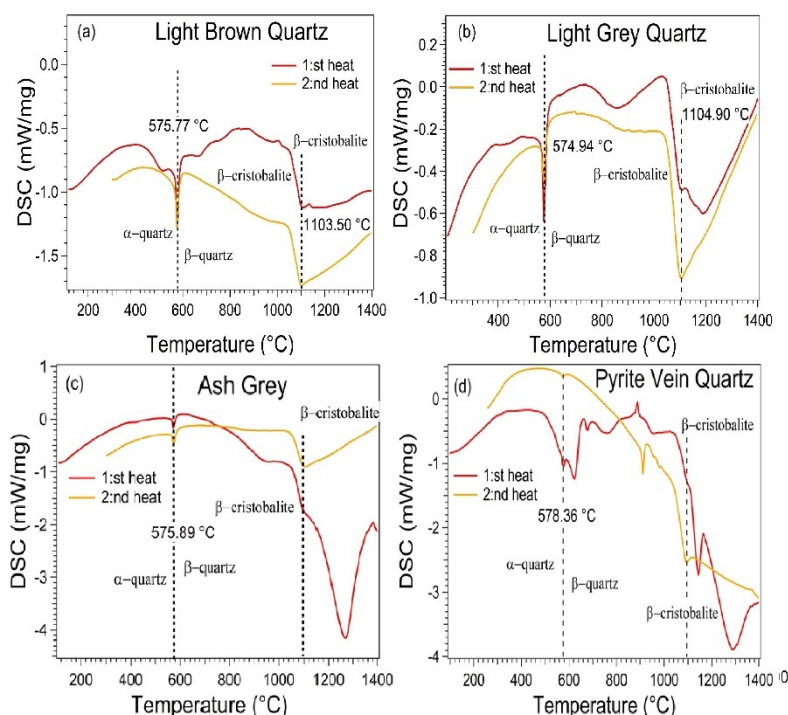 (a)
Light Brown Quartz
1:st heat
2:nd heat
575.77 °C
β−cristobalite
β−cristobalite
1103.50 °C
α−quartz
β−quartz
DSC (mW/mg)
0.0
-0.5
-1.0
-1.5
200 400 600 800 1000 1200 1400
Temperature (°C)
(b)
Light Grey Quartz
1:st heat
2:nd heat
β−cristobalite
1104.90 °C
574.94 °C
β−cristobalite
α−quartz
β−quartz
DSC (mW/mg)
0.2
0.0
-0.2
-0.4
-0.6
-0.8
-1.0
400 600 800 1000 1200 1400
Temperature (°C)
(c)
Ash Grey
β−cristobalite
1:st heat
2:nd heat
β−cristobalite
575.89 °C
α−quartz
β−quartz
DSC (mW/mg)
1
0
-1
-2
-3
-4
200 400 600 800 1000 1200 1400
Temperature (°C)
(d)
Pyrite Vein Quartz
β−cristobalite
1:st heat
2:nd heat
578.36 °C
α−quartz
β−quartz
β−cristobalite
DSC (mW/mg)
0
-1
-2
-3
-4
200 400 600 800 1000 1200 1400
Temperature (°C)